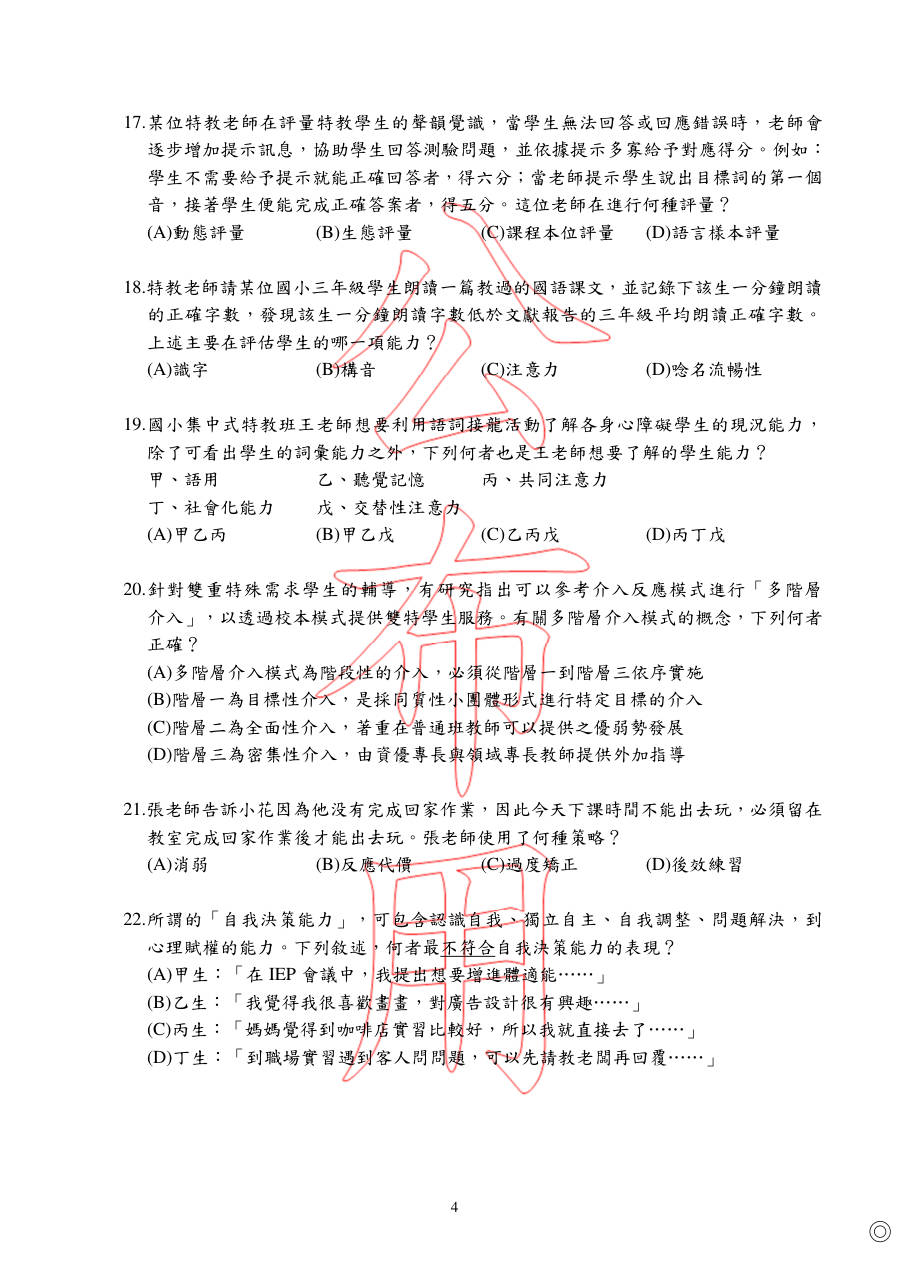 17.某位特教老師在評量特教學生的聲韻覺識，當學生無法回答或回應錯誤時，老師會
逐步增加提示訊息，協助學生回答測驗問題，並依據提示多寡給予對應得分。例如：
學生不需要給予提示就能正確回答者，得六分；當老師提示學生說出目標詞的第一個
音，接著學生便能完成正確答案者，得五分。這位老師在進行何種評量？
(A)動態評量 (B)生態評量 (C)課程本位評量 (D)語言樣本評量
18.特教老師請某位國小三年級學生朗讀一篇教過的國語課文，並記錄下該生一分鐘朗讀
的正確字數，發現該生一分鐘朗讀字數低於文獻報告的三年級平均朗讀正確字數。
上述主要在評估學生的哪一項能力？
(A)識字 (B)構音 (C)注意力 (D)唸名流暢性
19.國小集中式特教班王老師想要利用語詞接龍活動了解各身心障礙學生的現況能力，
除了可看出學生的詞彙能力之外，下列何者也是王老師想要了解的學生能力？
甲、語用 乙、聽覺記憶 丙、共同注意力
丁、社會化能力 戊、交替性注意力
(A)甲乙丙 (B)甲乙戊 (C)乙丙戊 (D)丙丁戊
20.針對雙重特殊需求學生的輔導，有研究指出可以參考介入反應模式進行「多階層
介入」，以透過校本模式提供雙特學生服務。有關多階層介入模式的概念，下列何者
正確？
(A)多階層介入模式為階段性的介入，必須從階層一到階層三依序實施
(B)階層一為目標性介入，是採同質性小團體形式進行特定目標的介入
(C)階層二為全面性介入，著重在普通班教師可以提供之優弱勢發展
(D)階層三為密集性介入，由資優專長與領域專長教師提供外加指導
21.張老師告訴小花因為他沒有完成回家作業，因此今天下課時間不能出去玩，必須留在
教室完成回家作業後才能出去玩。張老師使用了何種策略？
(A)消弱 (B)反應代價 (C)過度矯正 (D)後效練習
22.所謂的「自我決策能力」，可包含認識自我、獨立自主、自我調整、問題解決，到
心理賦權的能力。下列敘述，何者最不符合自我決策能力的表現？
(A)甲生：「在 IEP 會議中，我提出想要增進體適能……」
(B)乙生：「我覺得我很喜歡畫畫，對廣告設計很有興趣……」
(C)丙生：「媽媽覺得到咖啡店實習比較好，所以我就直接去了……」
(D)丁生：「到職場實習遇到客人問問題，可以先請教老闆再回覆……」
公布用
4